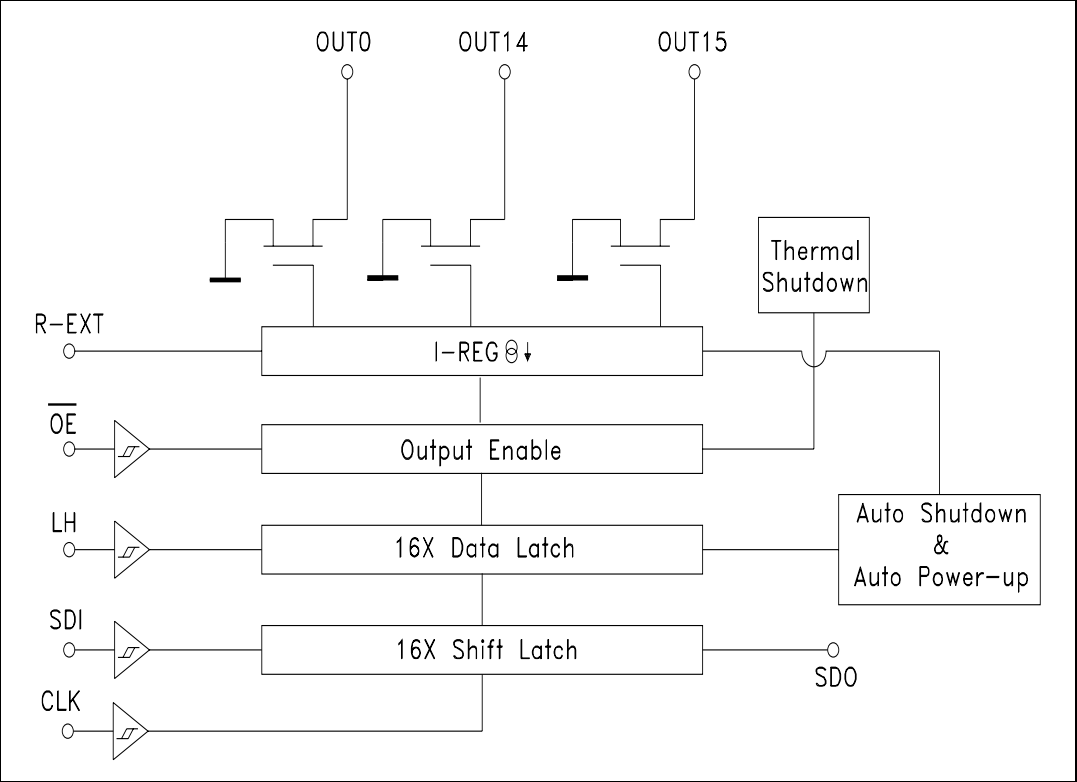 OUT0 OUT14 OUT15
Thermal
Shutdown
R-EXT
I-REG
OE
Output Enable
LH
16X Data Latch
Auto Shutdown
&
Auto Power-up
SDI
16X Shift Latch
SDO
CLK